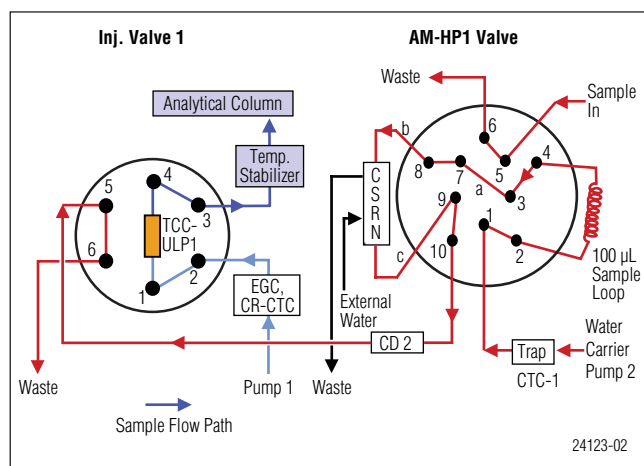 Inj. Valve 1
AM-HP1 Valve
Analytical Column
Temp.
Stabilizer
4
3
5
6
TCC-
ULP1
1
2
EGC,
CR-CTC
Pump 1
Waste
Sample Flow Path
Waste
Sample
In
6
5
4
b
8
7
a
3
C
S
R
N
9
1
c
10
2
100 µL
Sample
Loop
External
Water
CD 2
Waste
Trap
CTC-1
Water
Carrier
Pump 2
24123-02